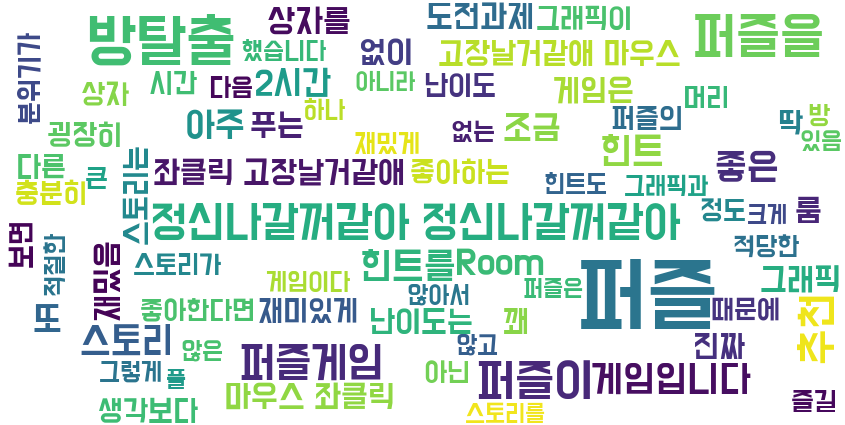 상자를
도전과제
그래픽이
퍼즐을
방탈출
했습니다
없이
고장날거같애 마우스
분위기가
상자
시간
다음
2시간
아니라
난이도
게임은
머리
굉장히
아주
푸는
하나
재밌게
없는
조금
퍼즐의
딱
방
있음
다른
충분히
큰
스토리는
좌클릭 고장날거같애
좋아하는
힌트
힌트도
그래픽과
좋은
정신나갈꺼같아 정신나갈꺼같아
정도
크게
룸
보면
적절한
재밌음
스토리가
힌트를
Room
적당한
게임이다
않아서
퍼즐은
퍼즐
그래픽
때문에
추천
좋아한다면
재미있게
난이도는
꽤
스토리
않은
않고
진짜
그렇게
플
퍼즐게임
아닌
퍼즐이
게임입니다
즐길
생각보다
마우스 좌클릭
스토리를